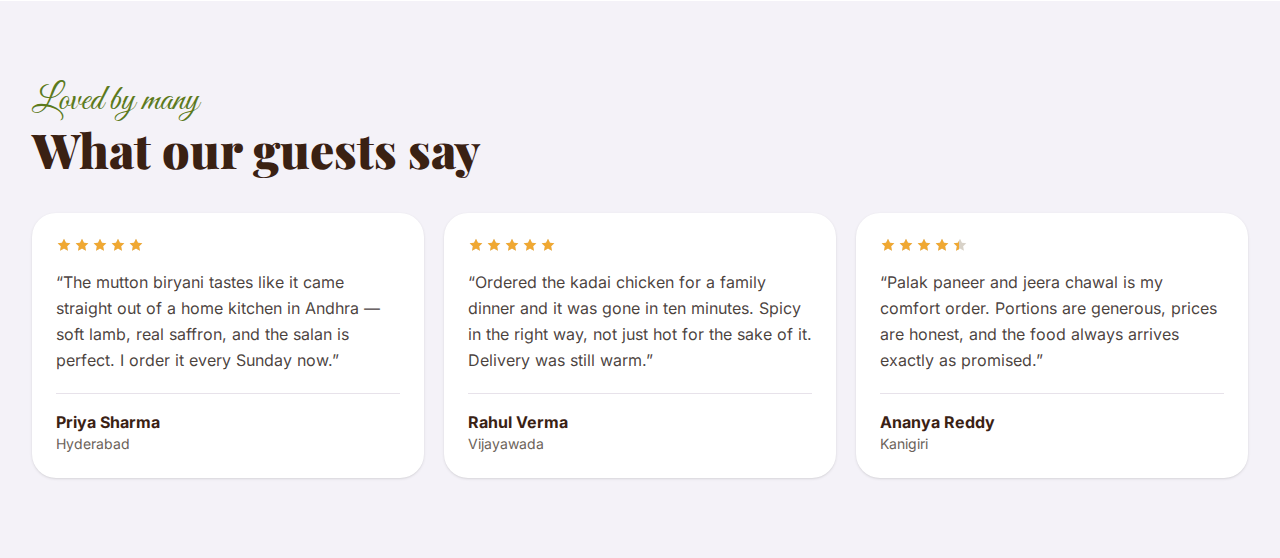 Loved by many
What our guests say
“The mutton biryani tastes like it came
straight out of a home kitchen in Andhra —
soft lamb, real saffron, and the salan is
perfect. I order it every Sunday now.”
Priya Sharma
Hyderabad
“Ordered the kadai chicken for a family
dinner and it was gone in ten minutes. Spicy
in the right way, not just hot for the sake of it.
Delivery was still warm.”
Rahul Verma
Vijayawada
“Palak paneer and jeera chawal is my
comfort order. Portions are generous, prices
are honest, and the food always arrives
exactly as promised.”
Ananya Reddy
Kanigiri